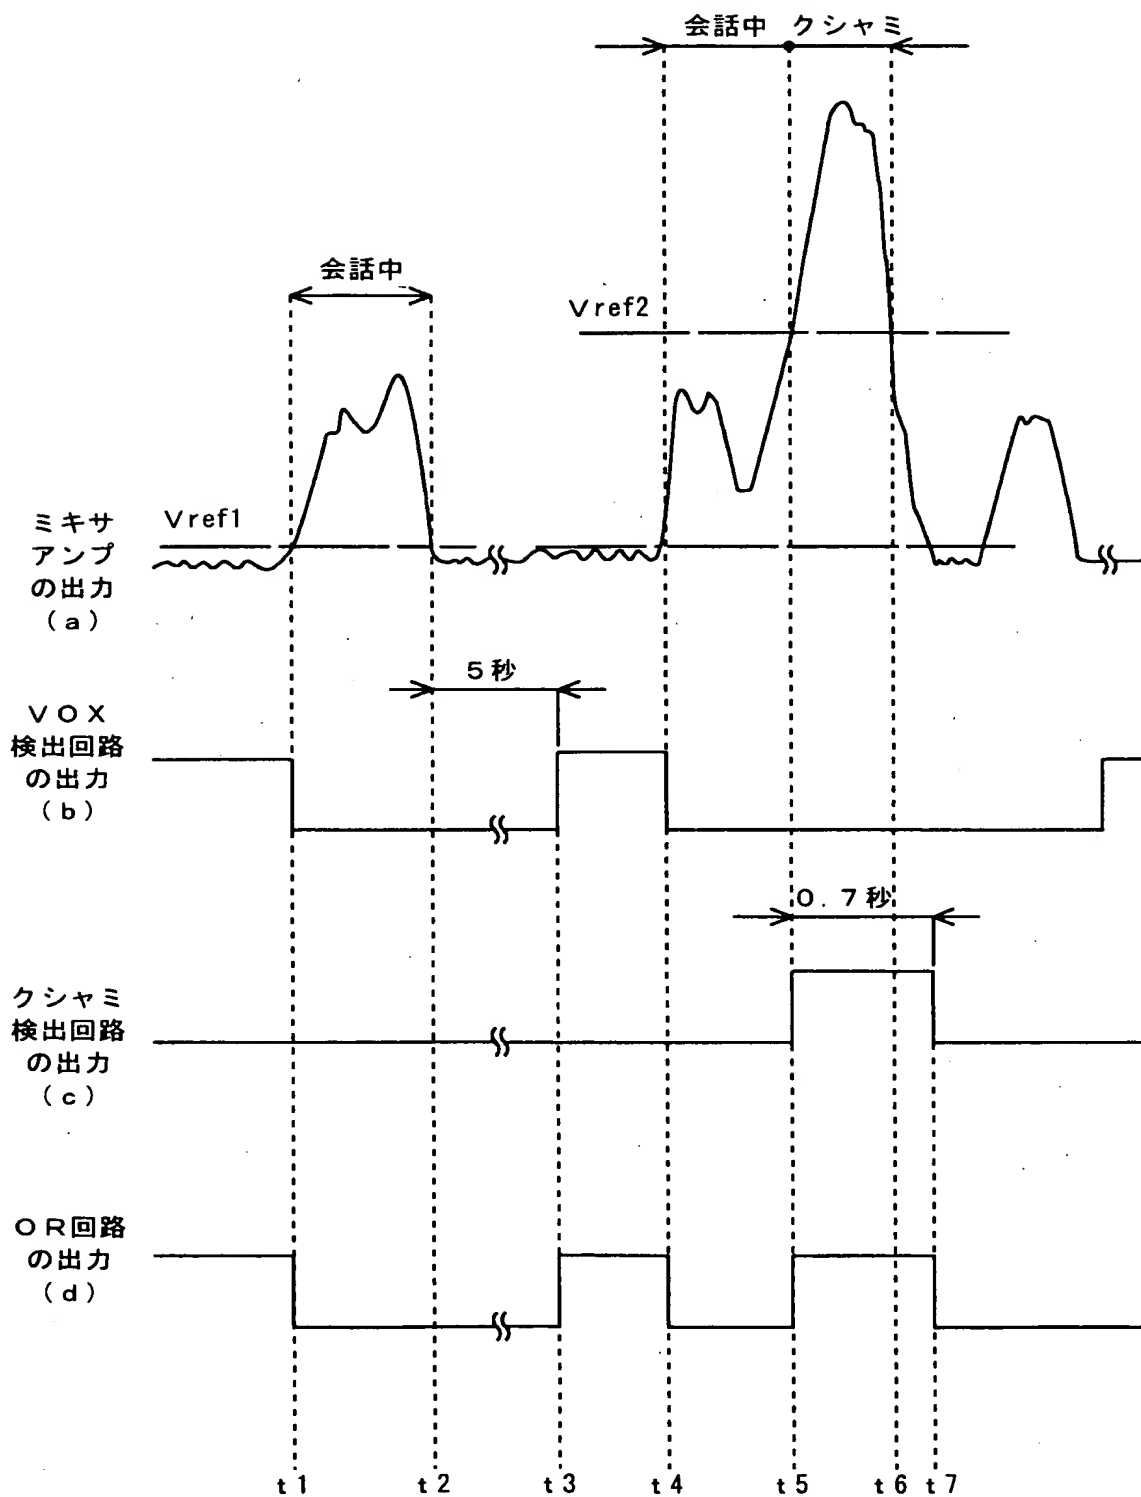 会話中 クシャミ
会話中
Vref2
Vref1
ミキサ
アンプ
の出力
(a)
5秒
VOX
検出回路
の出力
(b)
0.7秒
クシャミ
検出回路
の出力
(c)
OR回路
の出力
(d)
t1 t2 t3 t4 t5 t6 t7